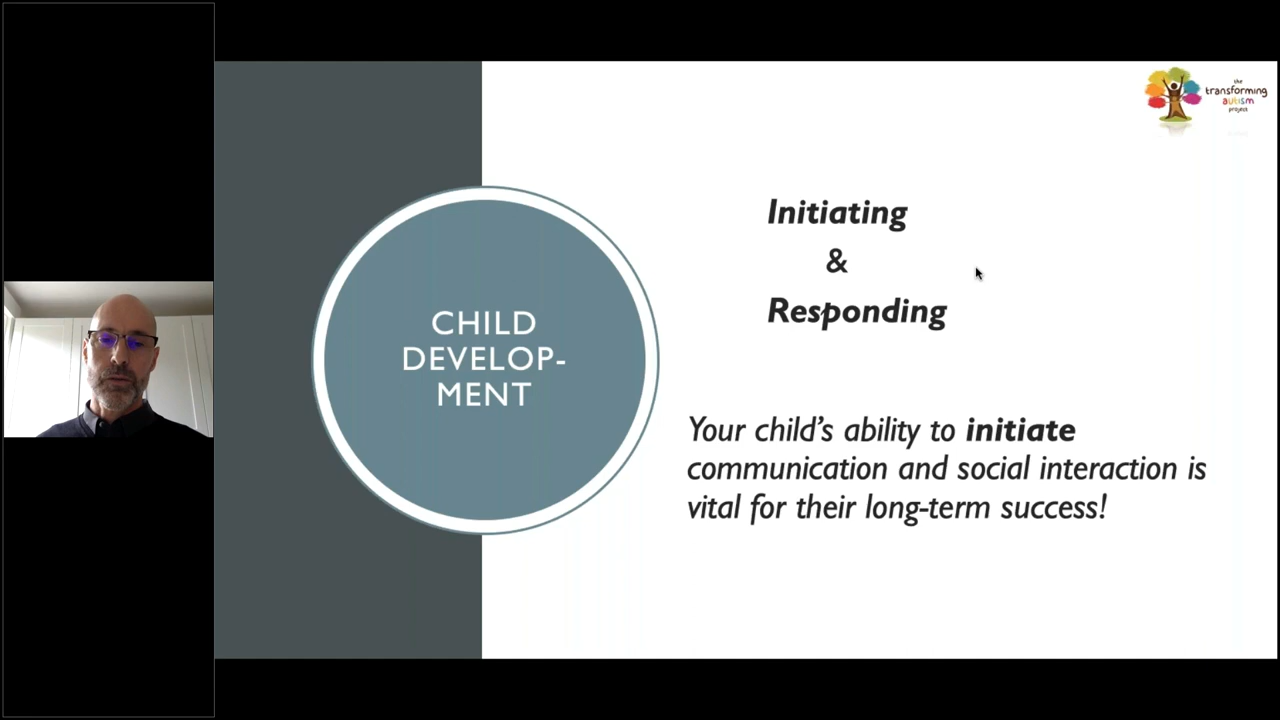 the
transforming
autism
project
Initiating
&
Responding
CHILD
DEVELOP-
MENT
Your child's ability to initiate
communication and social interaction is
vital for their long-term success!